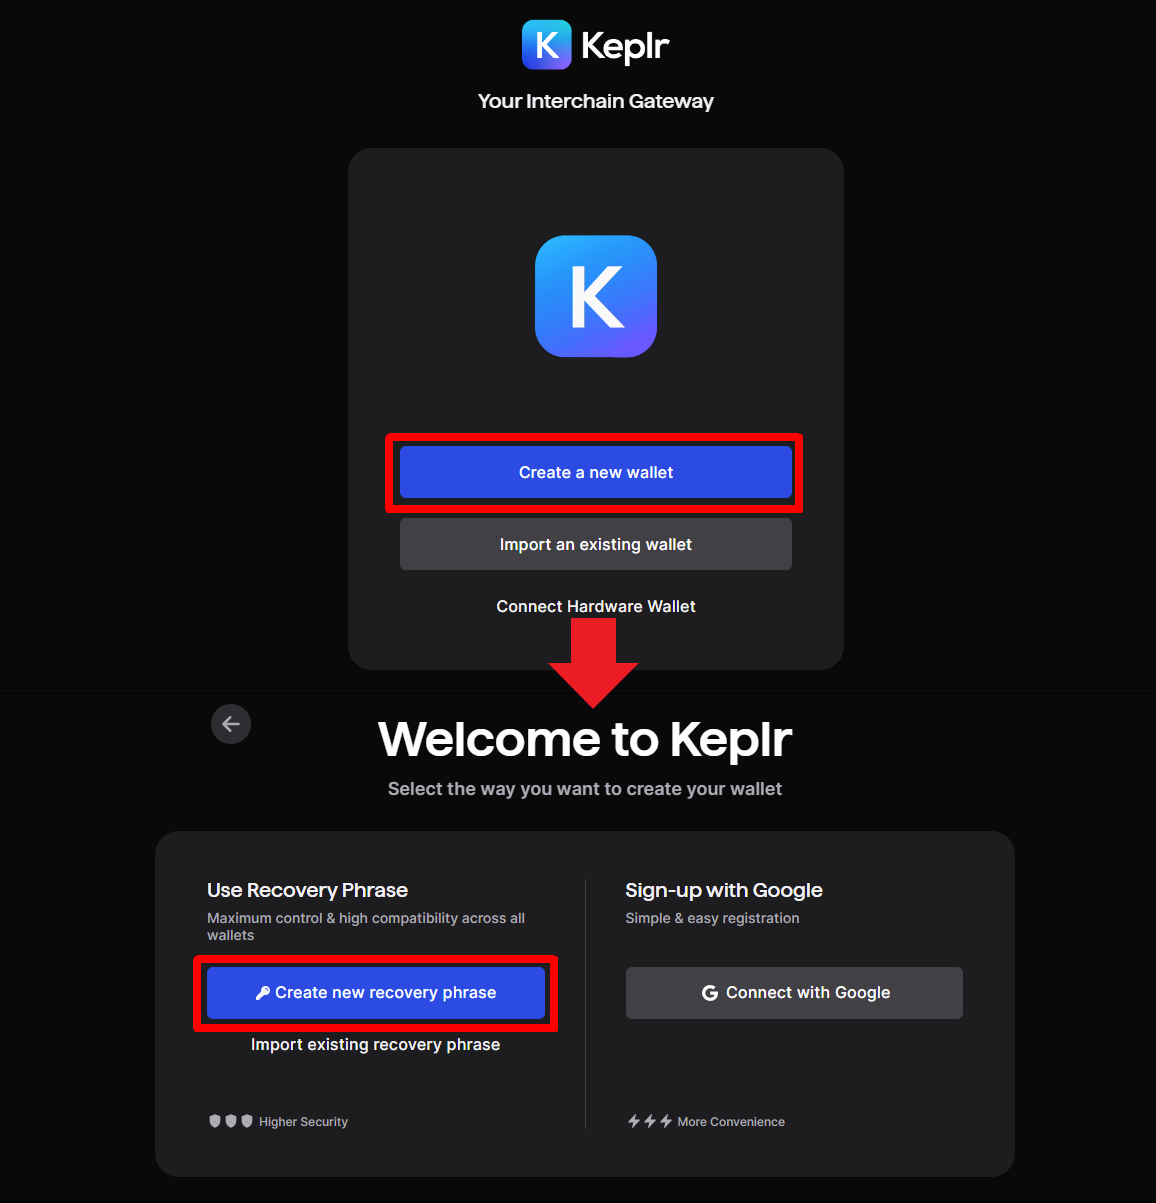 K Keplr
Your Interchain Gateway
K
Create a new wallet
Import an existing wallet
Connect Hardware Wallet
Welcome to Keplr
Select the way you want to create your wallet
Use Recovery Phrase
Maximum control & high compatibility across all
wallets
Create new recovery phrase
Import existing recovery phrase
Higher Security
Sign-up with Google
Simple & easy registration
G Connect with Google
More Convenience